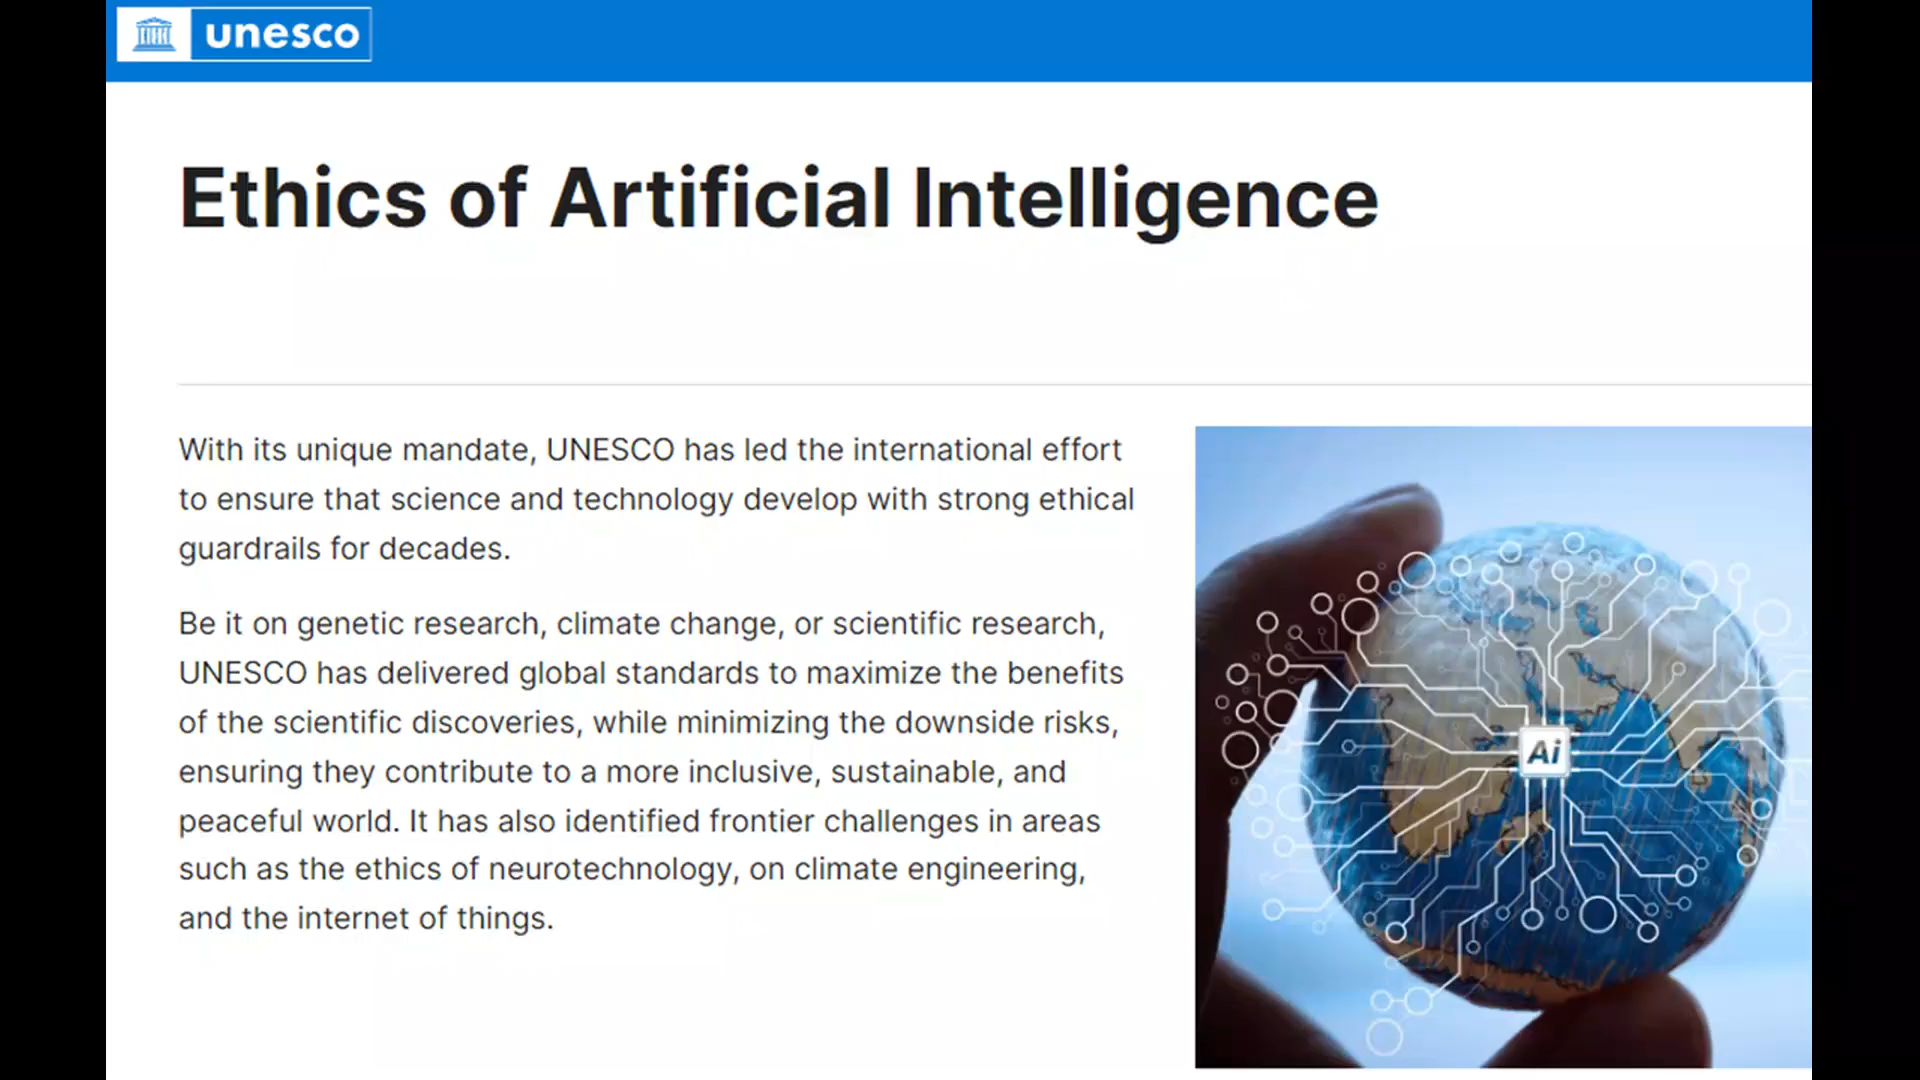 unesco
Ethics of Artificial Intelligence
With its unique mandate, UNESCO has led the international effort
to ensure that science and technology develop with strong ethical
guardrails for decades.
Be it on genetic research, climate change, or scientific research,
UNESCO has delivered global standards to maximize the benefits
of the scientific discoveries, while minimizing the downside risks,
ensuring they contribute to a more inclusive, sustainable, and
peaceful world. It has also identified frontier challenges in areas
such as the ethics of neurotechnology, on climate engineering,
and the internet of things.
Ai